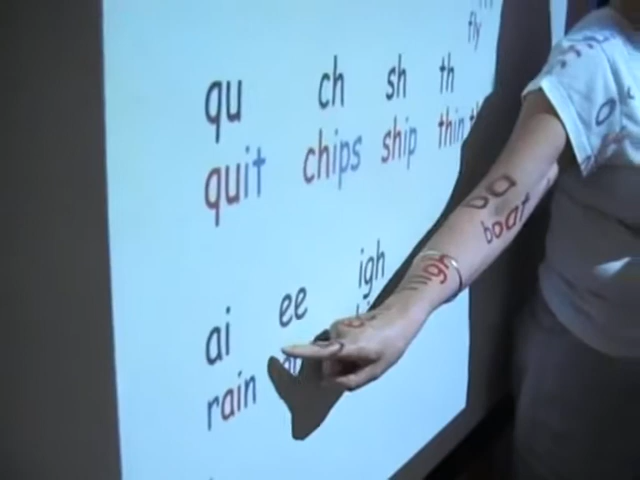 fly
qu ch sh th
quit chips ship thin
ai ee igh oa
rain boat